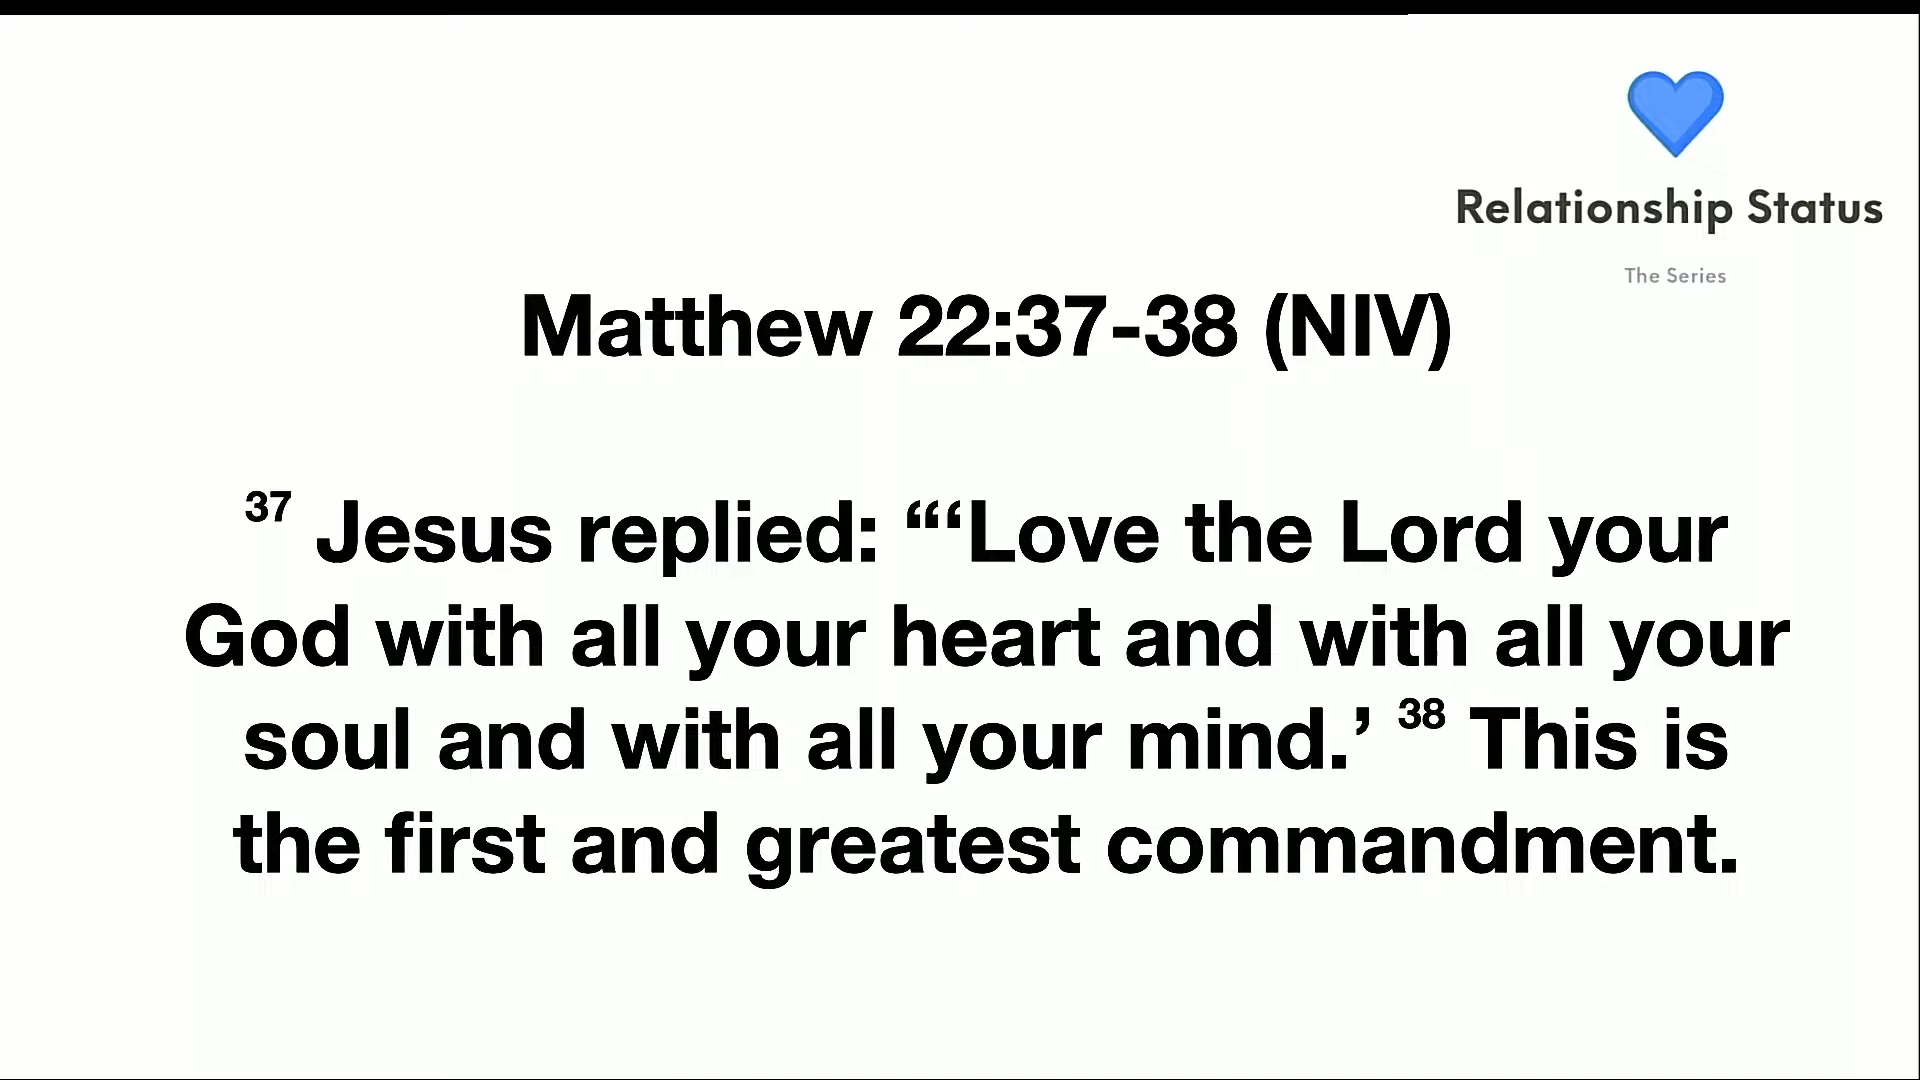 Relationship Status
The Series
Matthew 22:37-38 (NIV)
³⁷ Jesus replied: “‘Love the Lord your
God with all your heart and with all your
soul and with all your mind.’ ³⁸ This is
the first and greatest commandment.